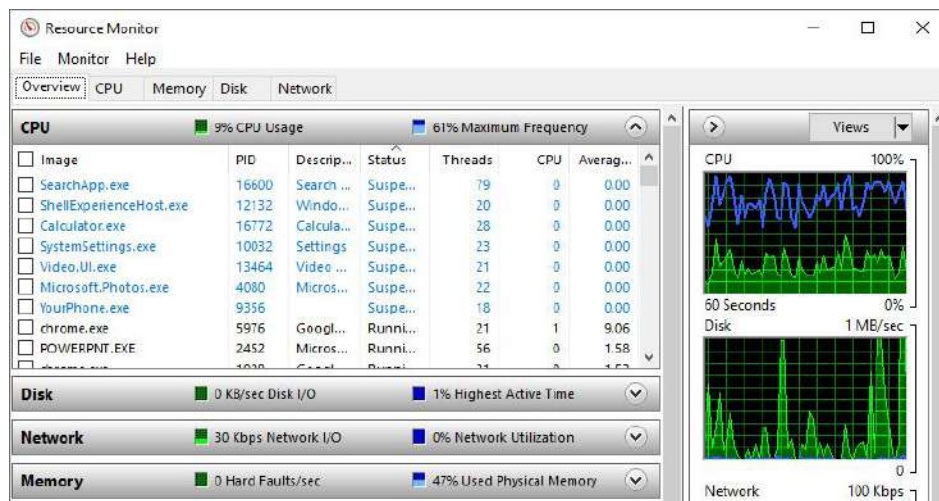 Resource Monitor
File Monitor Help
Overview CPU Memory Disk Network
CPU 9% CPU Usage 61% Maximum Frequency
Image PID Descrip... Status Threads CPU Averag...
SearchApp.exe 16600 Search ... Suspe... 79 0 0.00
ShellExperienceHost.exe 12132 Windo... Suspe... 20 0 0.00
Calculator.exe 16772 Calcula... Suspe... 28 0 0.00
SystemSettings.exe 10032 Settings Suspe... 23 0 0.00
Video.UI.exe 13464 Video ... Suspe... 21 0 0.00
Microsoft.Photos.exe 4080 Micros... Suspe... 22 0 0.00
YourPhone.exe 9356 Suspe... 18 0 0.00
chrome.exe 5976 Googl... Runni... 21 1 9.06
POWERPNT.EXE 2452 Micros... Runni... 56 0 1.58
Disk 0 KB/sec Disk I/O 1% Highest Active Time
Network 30 Kbps Network I/O 0% Network Utilization
Memory 0 Hard Faults/sec 47% Used Physical Memory
Views
CPU 100%
60 Seconds 0%
Disk 1 MB/sec
0
Network 100 Kbps